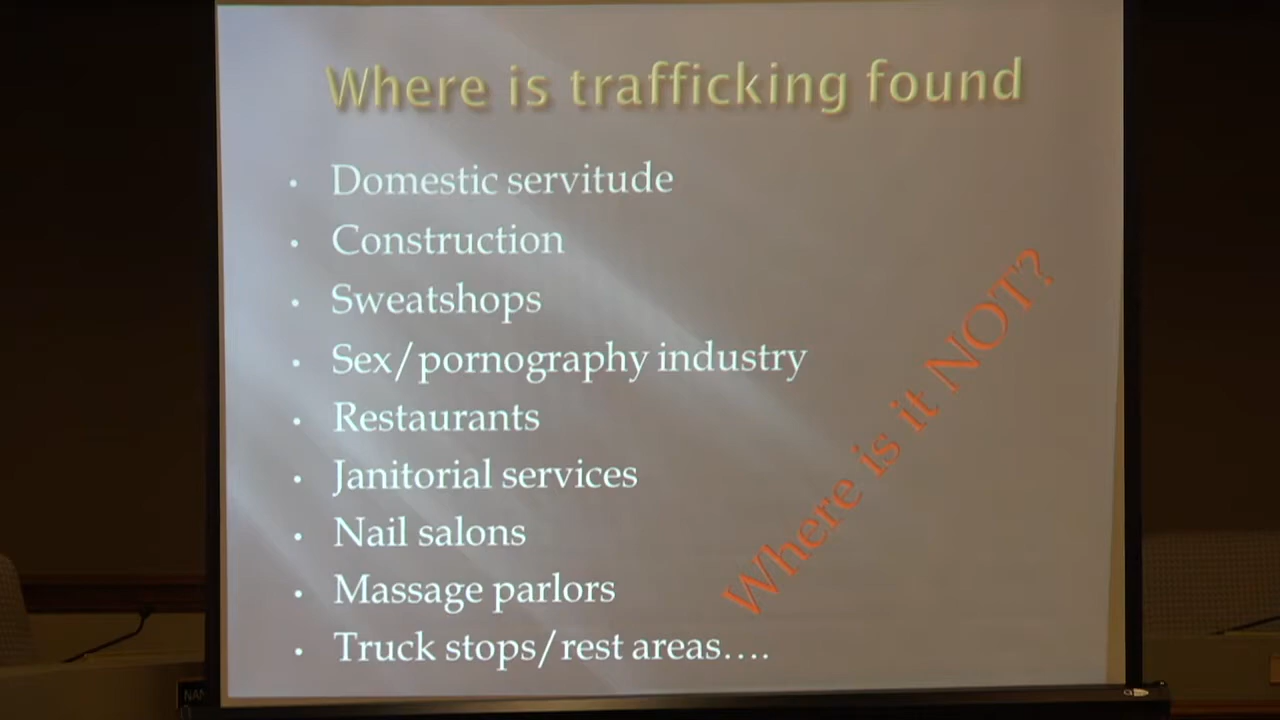 Where is trafficking found
• Domestic servitude
• Construction
• Sweatshops
• Sex/pornography industry
• Restaurants
• Janitorial services
• Nail salons
• Massage parlors
• Truck stops/rest areas….
Where is it NOT?